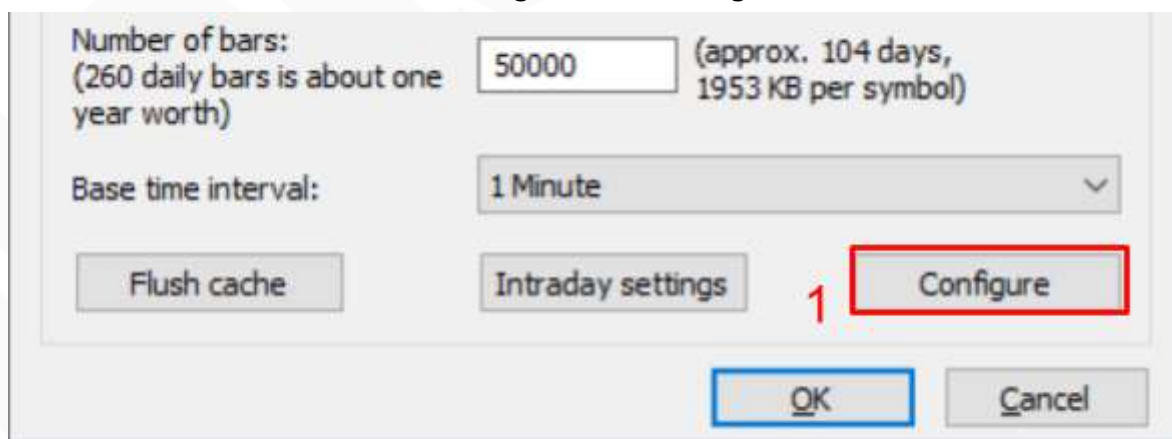 Number of bars:
(260 daily bars is about one
year worth)
50000
(approx. 104 days,
1953 KB per symbol)
Base time interval:
1 Minute
Flush cache
Intraday settings
1
Configure
OK
Cancel